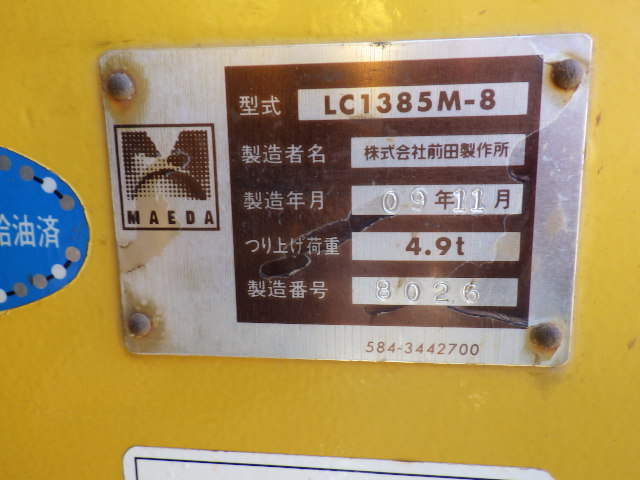 型式 LC1385M-8
製造者名 株式会社前田製作所
MAEDA
製造年月 09年11月
つり上げ荷重 4.9t
製造番号 8026
584-3442700
給油済